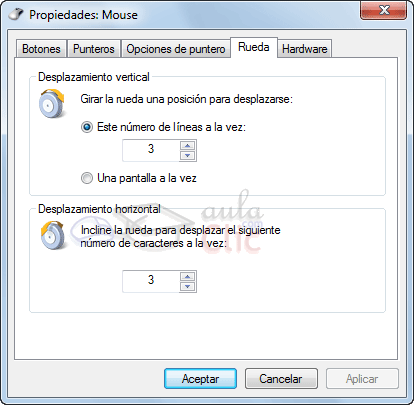 Propiedades: Mouse
Botones Punteros Opciones de puntero Rueda Hardware
Desplazamiento vertical
Girar la rueda una posición para desplazarse:
Este número de líneas a la vez:
3
Una pantalla a la vez
Desplazamiento horizontal
aula
.com
clic
Incline la rueda para desplazar el siguiente
número de caracteres a la vez:
3
Aceptar Cancelar Aplicar